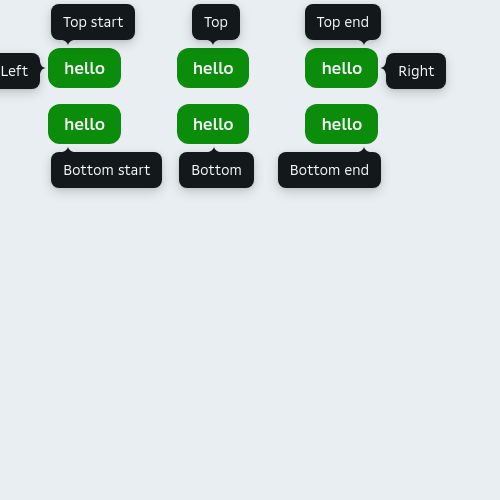 Top start
Top
Top end
Left
hello
hello
hello
Right
hello
hello
hello
Bottom start
Bottom
Bottom end